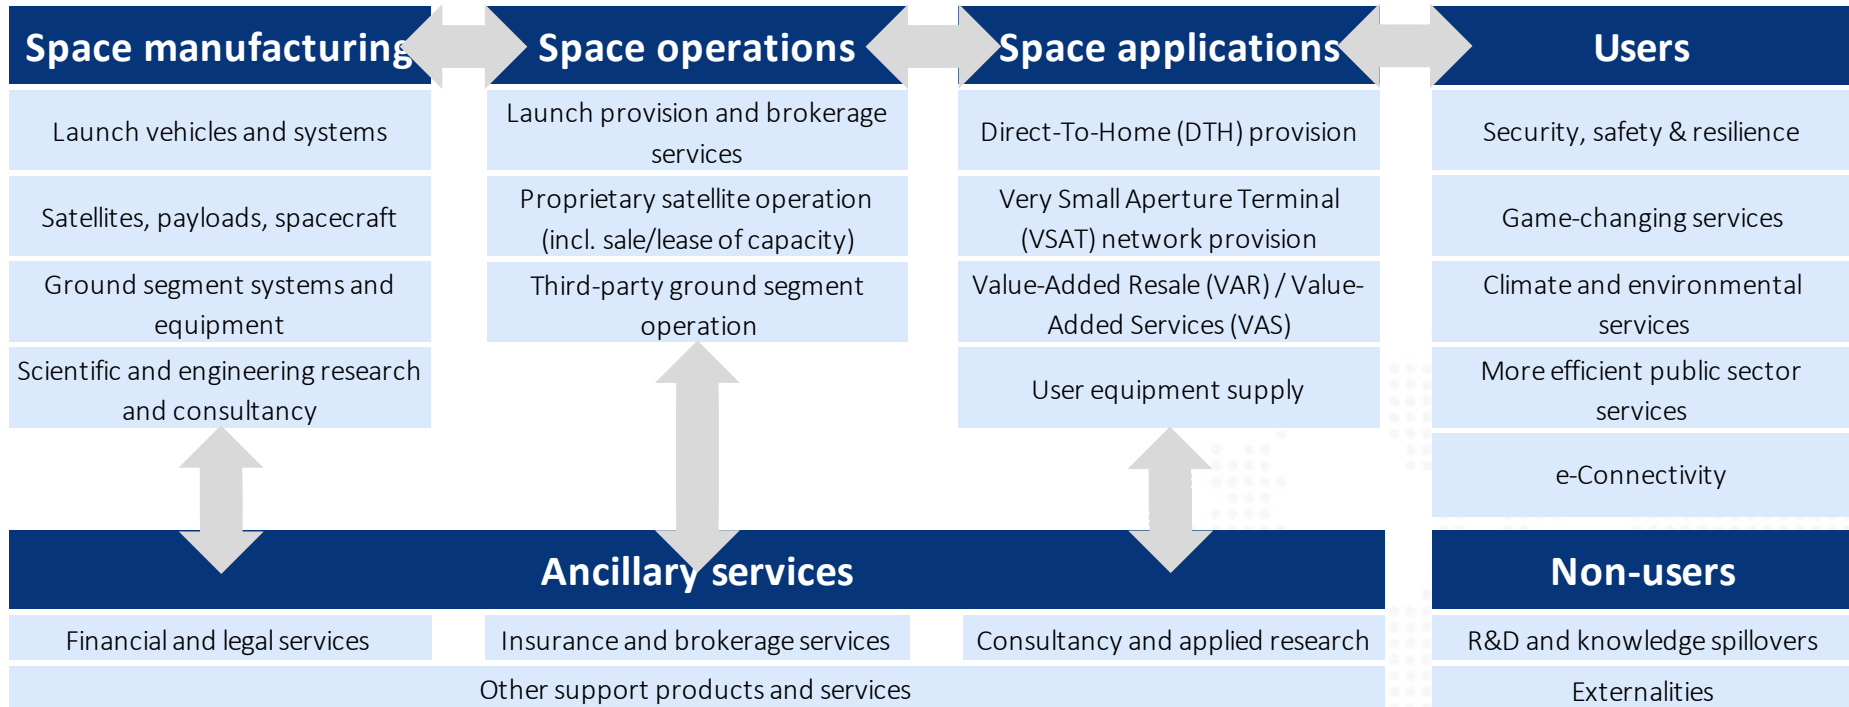 Space manufacturing
Launch vehicles and systems
Satellites, payloads, spacecraft
Ground segment systems and
equipment
Scientific and engineering research
and consultancy
Space operations
Launch provision and brokerage
services
Proprietary satellite operation
(incl. sale/lease of capacity)
Third-party ground segment
operation
Space applications
Direct-To-Home (DTH) provision
Very Small Aperture Terminal
(VSAT) network provision
Value-Added Resale (VAR) / Value-
Added Services (VAS)
User equipment supply
Users
Security, safety & resilience
Game-changing services
Climate and environmental
services
More efficient public sector
services
e-Connectivity
Ancillary services
Financial and legal services
Insurance and brokerage services
Consultancy and applied research
Other support products and services
Non-users
R&D and knowledge spillovers
Externalities